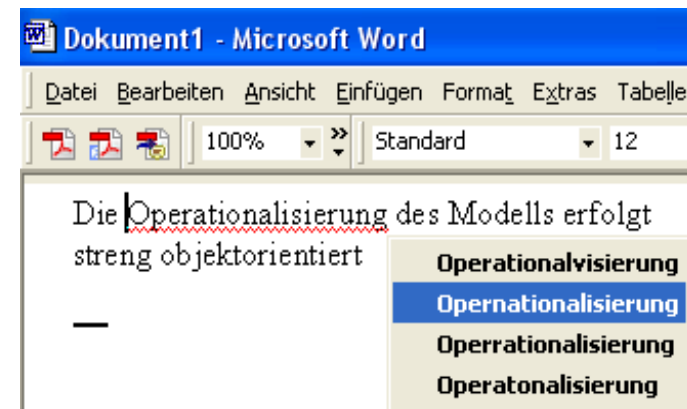 Dokument1 - Microsoft Word
Datei Bearbeiten Ansicht Einfügen Format Extras Tabelle
100% Standard 12
Die Operationalisierung des Modells erfolgt
streng objektorientiert
Operationalvisierung
Opernationalisierung
Operrationalisierung
Operatonalisierung